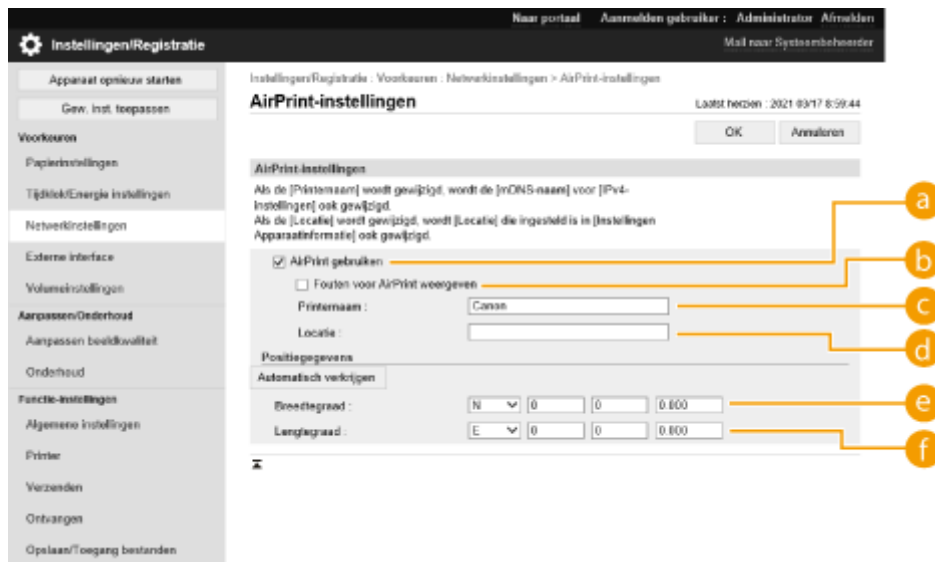 Naar portaal Aanmelden gebruiker : Administrator Afmelden
Instellingen/Registratie
Mail naar Systeembeheerder
Apparaat opnieuw starten
Gew. inst. toepassen
Voorkeuren
Papierinstellingen
Tijdklok/Energie instellingen
Netwerkinstellingen
Externe interface
Volumeinstellingen
Aanpassen/Onderhoud
Aanpassen beeldkwaliteit
Onderhoud
Functie-instellingen
Algemene instellingen
Printer
Verzenden
Ontvangen
Opslaan/Toegang bestanden
Instellingen/Registratie : Voorkeuren : Netwerkinstellingen > AirPrint-instellingen
AirPrint-instellingen
Laatst herzien : 2021 03/17 8:59:44
OK Annuleren
AirPrint-instellingen
Als de [Printernaam] wordt gewijzigd, wordt de [mDNS-naam] voor [IPv4-
Instellingen] ook gewijzigd.
Als de [Locatie] wordt gewijzigd, wordt [Locatie] die ingesteld is in [Instellingen
Apparaatinformatie] ook gewijzigd.
AirPrint gebruiken
a
Fouten voor AirPrint weergeven
b
Printernaam : Canon
c
Locatie :
d
Positiegegevens
Automatisch verkrijgen
Breedtegraad : N 0 0 0.000
e
Lengtegraad : E 0 0 0.000
f